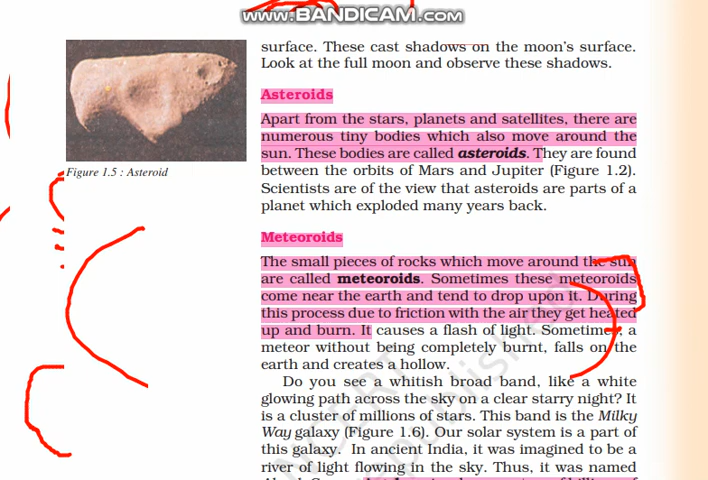 www.BANDICAM.com
surface. These cast shadows on the moon's surface.
Look at the full moon and observe these shadows.
Asteroids
Apart from the stars, planets and satellites, there are
numerous tiny bodies which also move around the
sun. These bodies are called asteroids. They are found
between the orbits of Mars and Jupiter (Figure 1.2).
Scientists are of the view that asteroids are parts of a
planet which exploded many years back.
Figure 1.5 : Asteroid
Meteoroids
The small pieces of rocks which move around the sun
are called meteoroids. Sometimes these meteoroids
come near the earth and tend to drop upon it. During
this process due to friction with the air they get heated
up and burn. It causes a flash of light. Sometimes, a
meteor without being completely burnt, falls on the
earth and creates a hollow.
Do you see a whitish broad band, like a white
glowing path across the sky on a clear starry night? It
is a cluster of millions of stars. This band is the Milky
Way galaxy (Figure 1.6). Our solar system is a part of
this galaxy. In ancient India, it was imagined to be a
river of light flowing in the sky. Thus, it was named